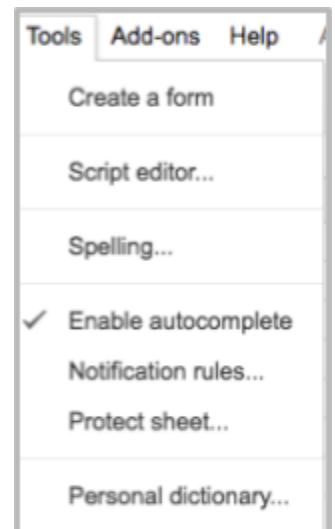 Tools Add-ons Help
Create a form
Script editor...
Spelling...
Enable autocomplete
Notification rules...
Protect sheet...
Personal dictionary...